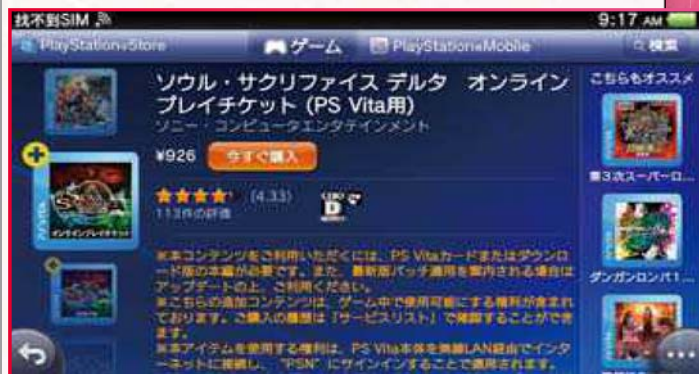 找不到SIM
9:17 AM
PlayStation®Store
ゲーム
PlayStation®Mobile
検索
ソウル・サクリファイス デルタ オンライン
プレイチケット (PS Vita用)
ソニー・コンピュータエンタテインメント
¥926
今すぐ購入
(4.33)
113件の評価
D
※本コンテンツをご利用いただくには、PS Vitaカードまたはダウンロ
ード版の本編が必要です。また、最新版パッチ適用を案内される場合は
アップデートの上、ご利用ください。
※こちらの追加コンテンツは、ゲーム中で使用可能にする権利が含まれ
ております。ご購入の履歴は『サービスリスト』で確認することができ
ます。
※本アイテムを使用する権利は、PS Vita本体を無線LAN経由でインタ
ーネットに接続し、"PSN" にサインインすることで適用されます。
オンラインプレイチケット
こちらもオススメ
第3次スーパーロ...
ダンガンロンパ1...